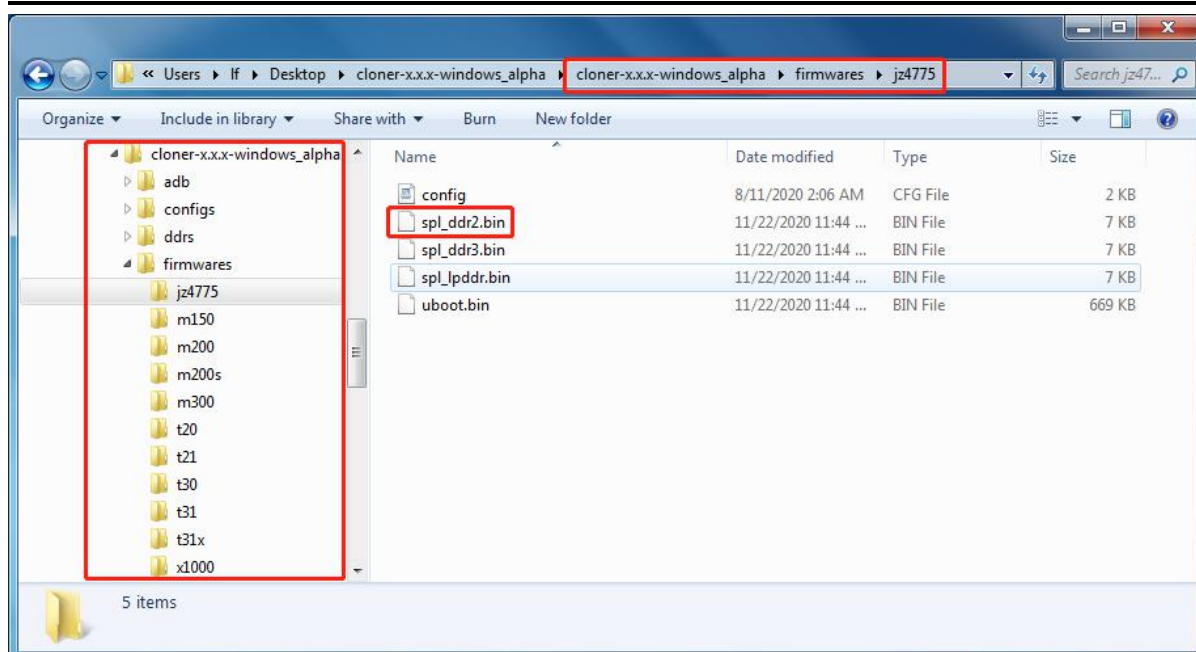 « Users ▸ lf ▸ Desktop ▸ cloner-x.x.x-windows_alpha ▸ cloner-x.x.x-windows_alpha ▸ firmwares ▸ jz4775
Search jz47...
Organize Include in library Share with Burn New folder
cloner-x.x.x-windows_alpha
adb
configs
ddrs
firmwares
jz4775
m150
m200
m200s
m300
t20
t21
t30
t31
t31x
x1000
Name Date modified Type Size
config 8/11/2020 2:06 AM CFG File 2 KB
spl_ddr2.bin 11/22/2020 11:44 ... BIN File 7 KB
spl_ddr3.bin 11/22/2020 11:44 ... BIN File 7 KB
spl_lpddr.bin 11/22/2020 11:44 ... BIN File 7 KB
uboot.bin 11/22/2020 11:44 ... BIN File 669 KB
5 items